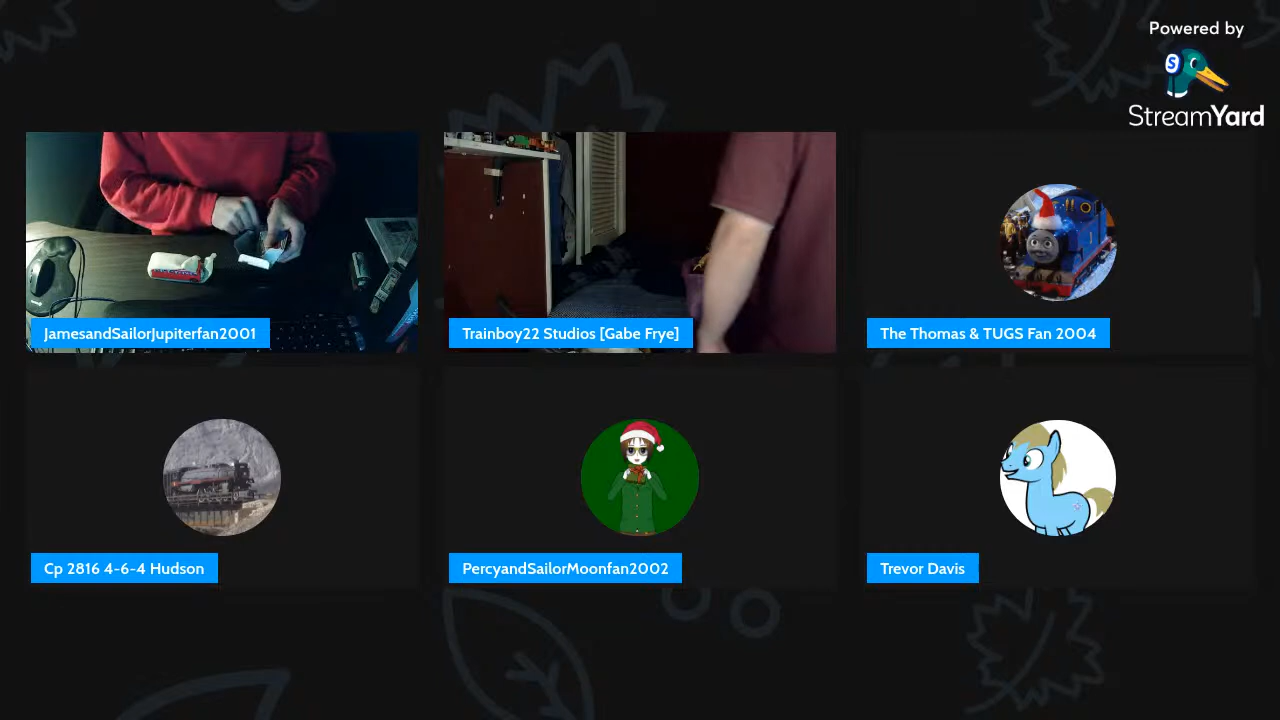 Powered by
S
StreamYard
JamesandSailorJupiterfan2001
Trainboy22 Studios [Gabe Frye]
The Thomas & TUGS Fan 2004
Cp 2816 4-6-4 Hudson
PercyandSailorMoonfan2002
Trevor Davis